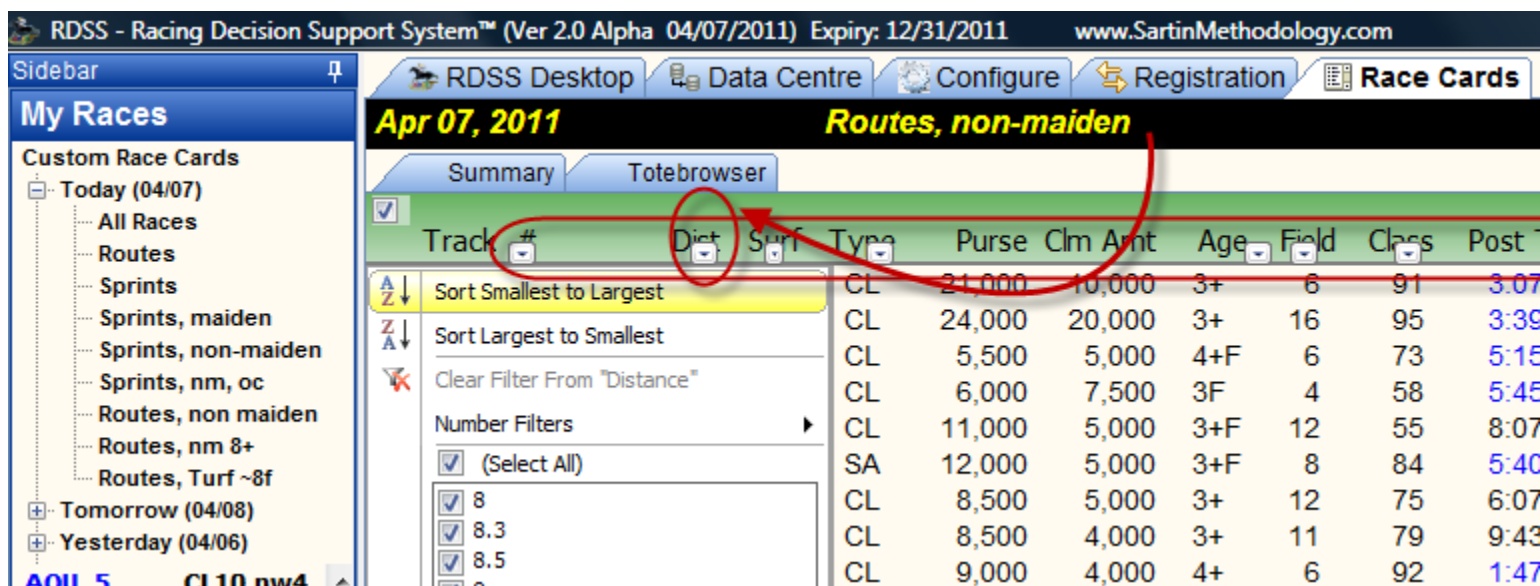 RDSS - Racing Decision Support System™ (Ver 2.0 Alpha 04/07/2011) Expiry: 12/31/2011 www.SartinMethodology.com
Sidebar
My Races
Custom Race Cards
Today (04/07)
All Races
Routes
Sprints
Sprints, maiden
Sprints, non-maiden
Sprints, nm, oc
Routes, non maiden
Routes, nm 8+
Routes, Turf ~8f
Tomorrow (04/08)
Yesterday (04/06)
RDSS Desktop Data Centre Configure Registration Race Cards
Apr 07, 2011 Routes, non-maiden
Summary Totebrowser
Track # Dist Surf Type Purse Clm Amt Age Field Class Post
Sort Smallest to Largest
Sort Largest to Smallest
Clear Filter From "Distance"
Number Filters
(Select All)
8
8.3
8.5
CL 21,000 10,000 3+ 6 91 3:07
CL 24,000 20,000 3+ 16 95 3:39
CL 5,500 5,000 4+F 6 73 5:15
CL 6,000 7,500 3F 4 58 5:45
CL 11,000 5,000 3+F 12 55 8:07
SA 12,000 5,000 3+F 8 84 5:40
CL 8,500 5,000 3+ 12 75 6:07
CL 8,500 4,000 3+ 11 79 9:43
CL 9,000 4,000 4+ 6 92 1:47